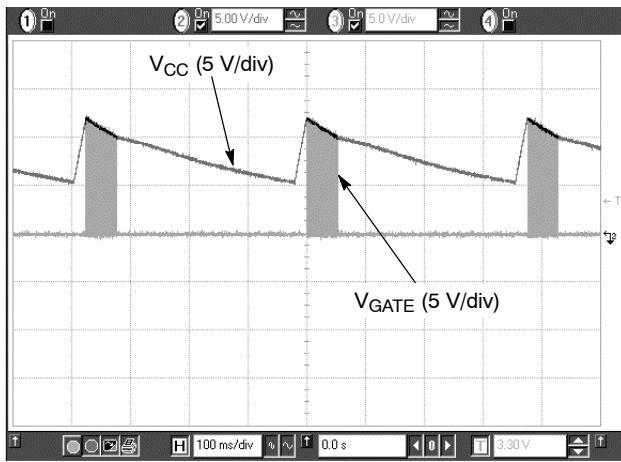 1 On 2 On 5.00 V/div 3 On 5.0 V/div 4 On
VCC (5 V/div)
T
2
VGATE (5 V/div)
H 100 ms/div 0.0 s 0 T 3.30 V